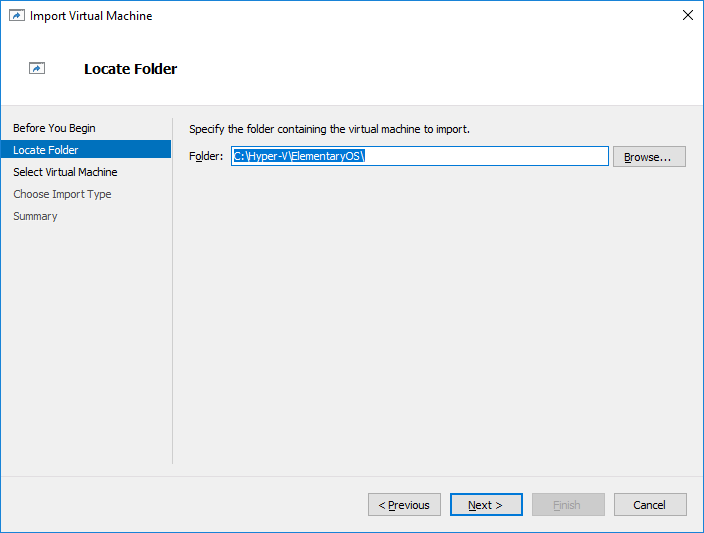 Import Virtual Machine
Locate Folder
Before You Begin
Locate Folder
Select Virtual Machine
Choose Import Type
Summary
Specify the folder containing the virtual machine to import.
Folder: C:\Hyper-V\ElementaryOS\ Browse...
< Previous Next > Finish Cancel